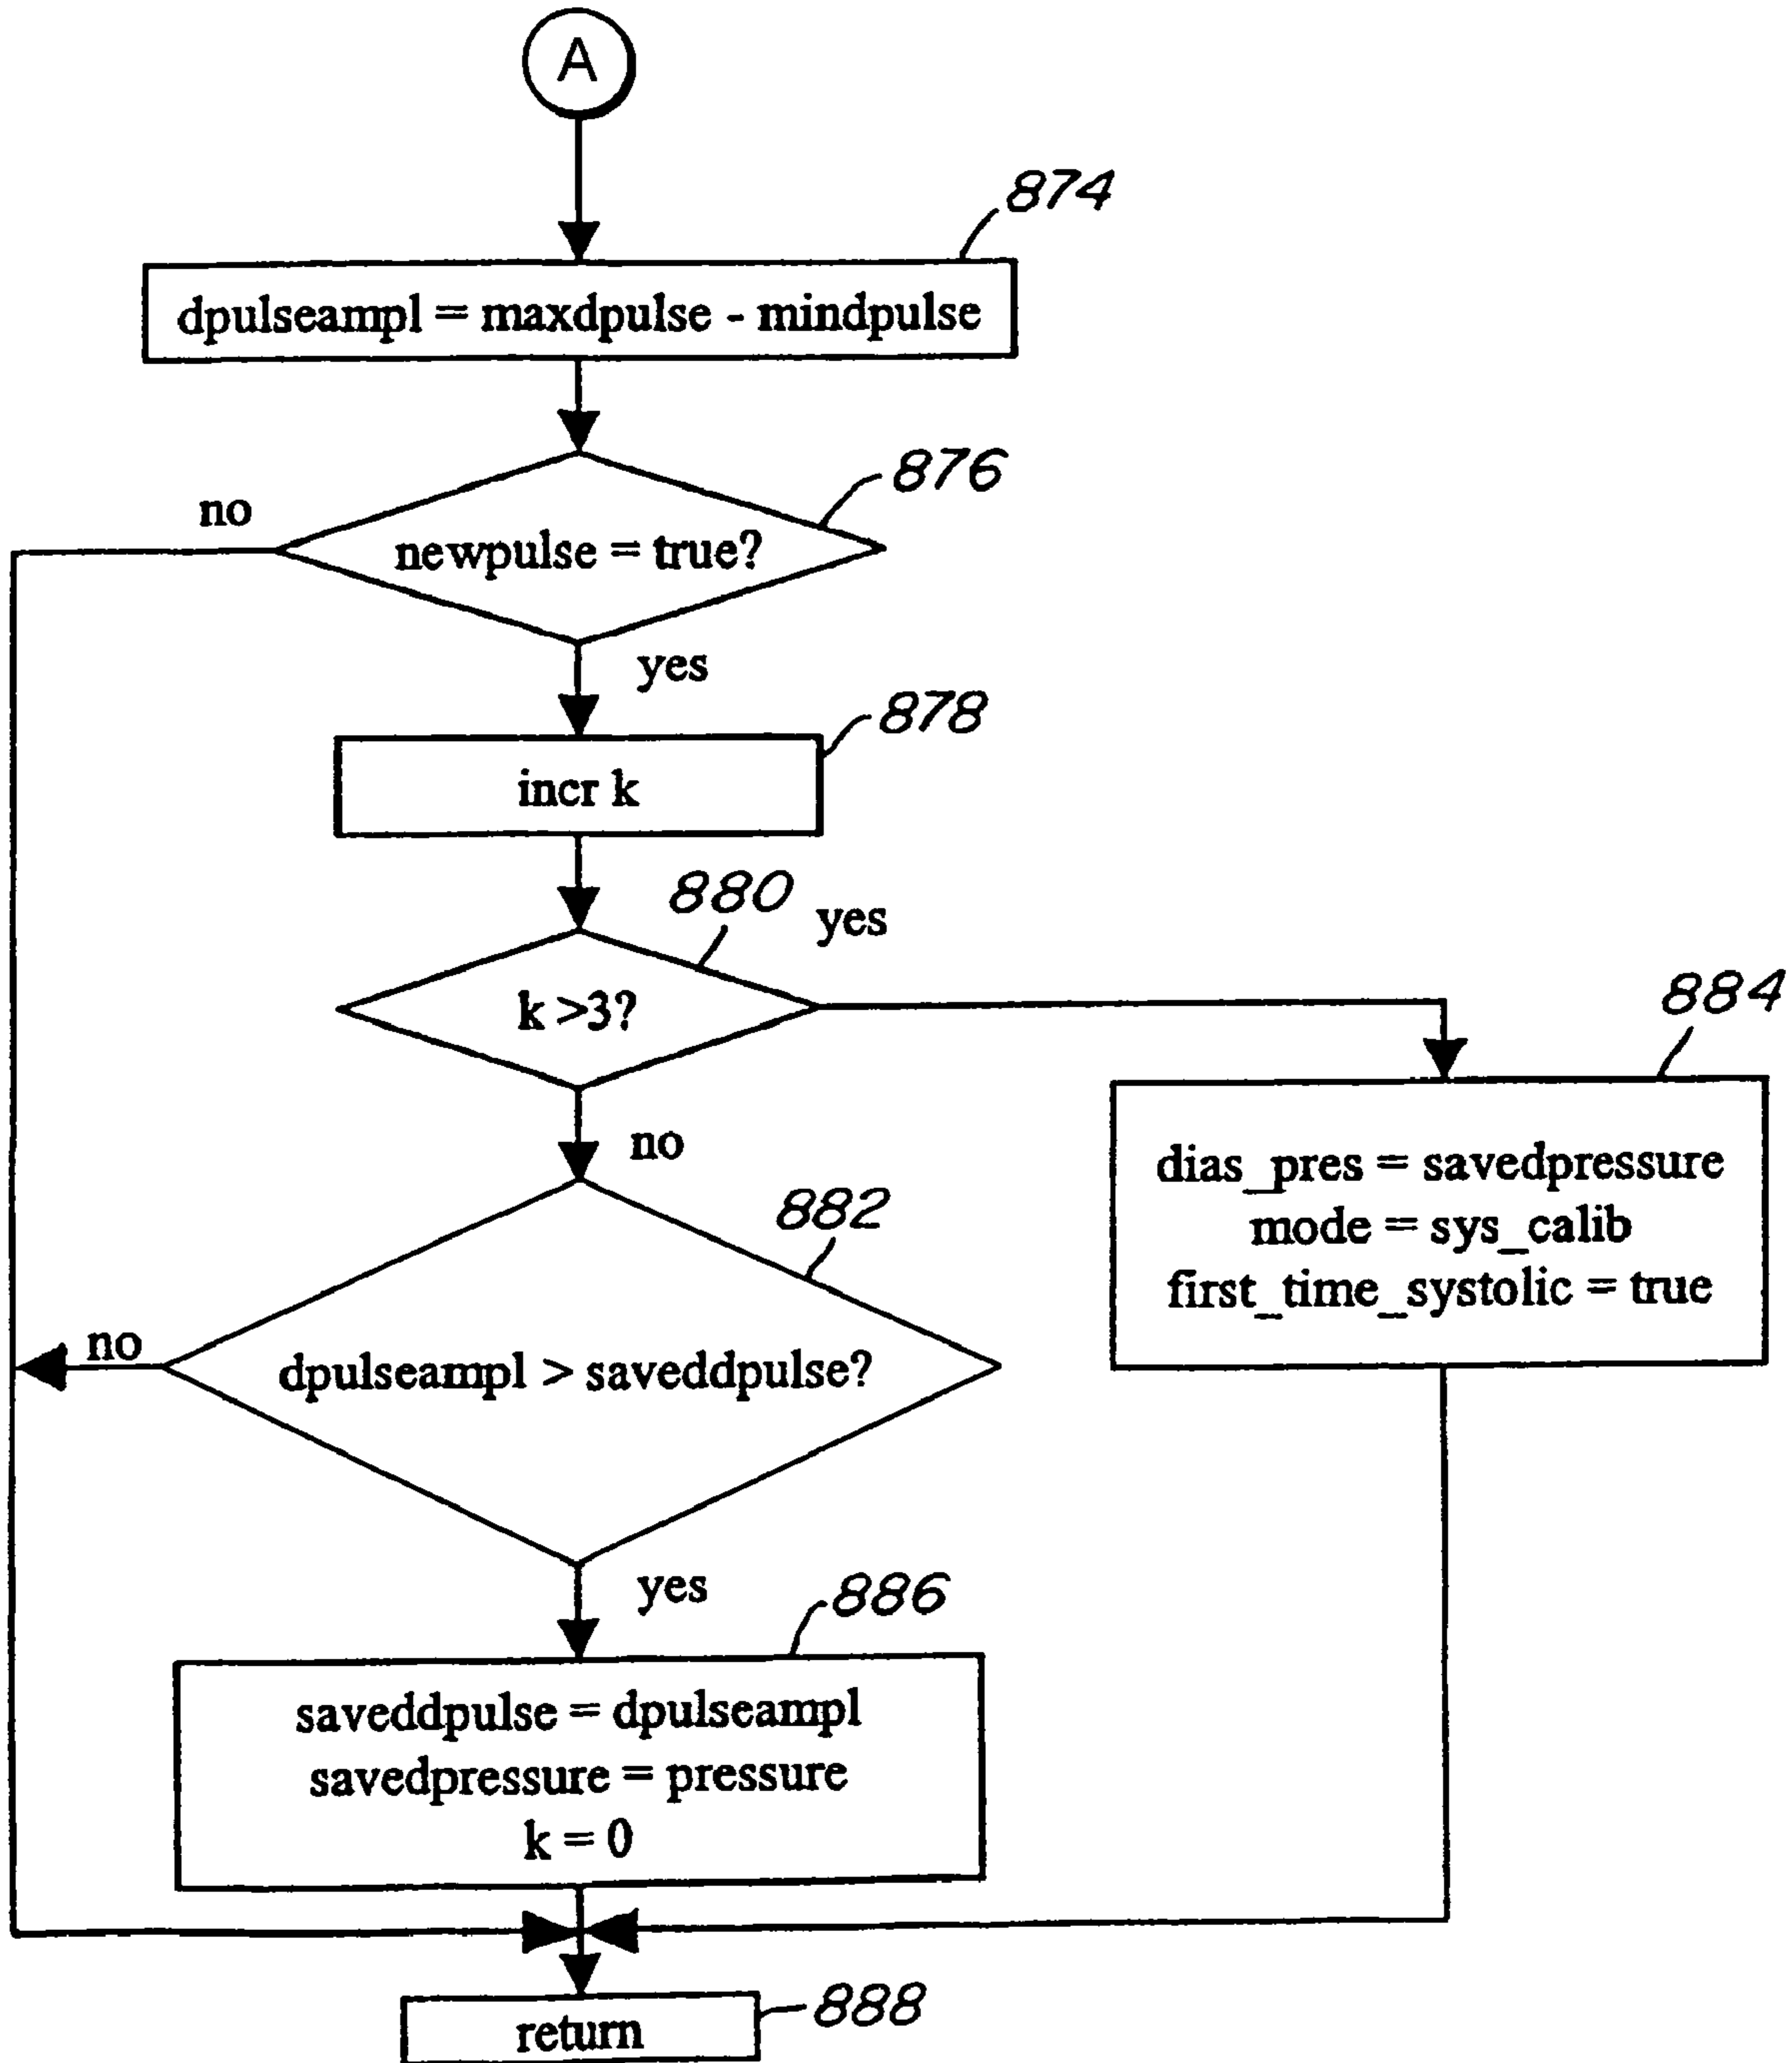 A
874
dpulseampl = maxdpulse - mindpulse
876
no
newpulse = true?
yes
878
incr k
880
yes
k >3?
884
no
dias_pres = savedpressure
mode = sys_calib
first_time_systolic = true
882
no
dpulseampl > saveddpulse?
yes
886
saveddpulse = dpulseampl
savedpressure = pressure
k = 0
888
return